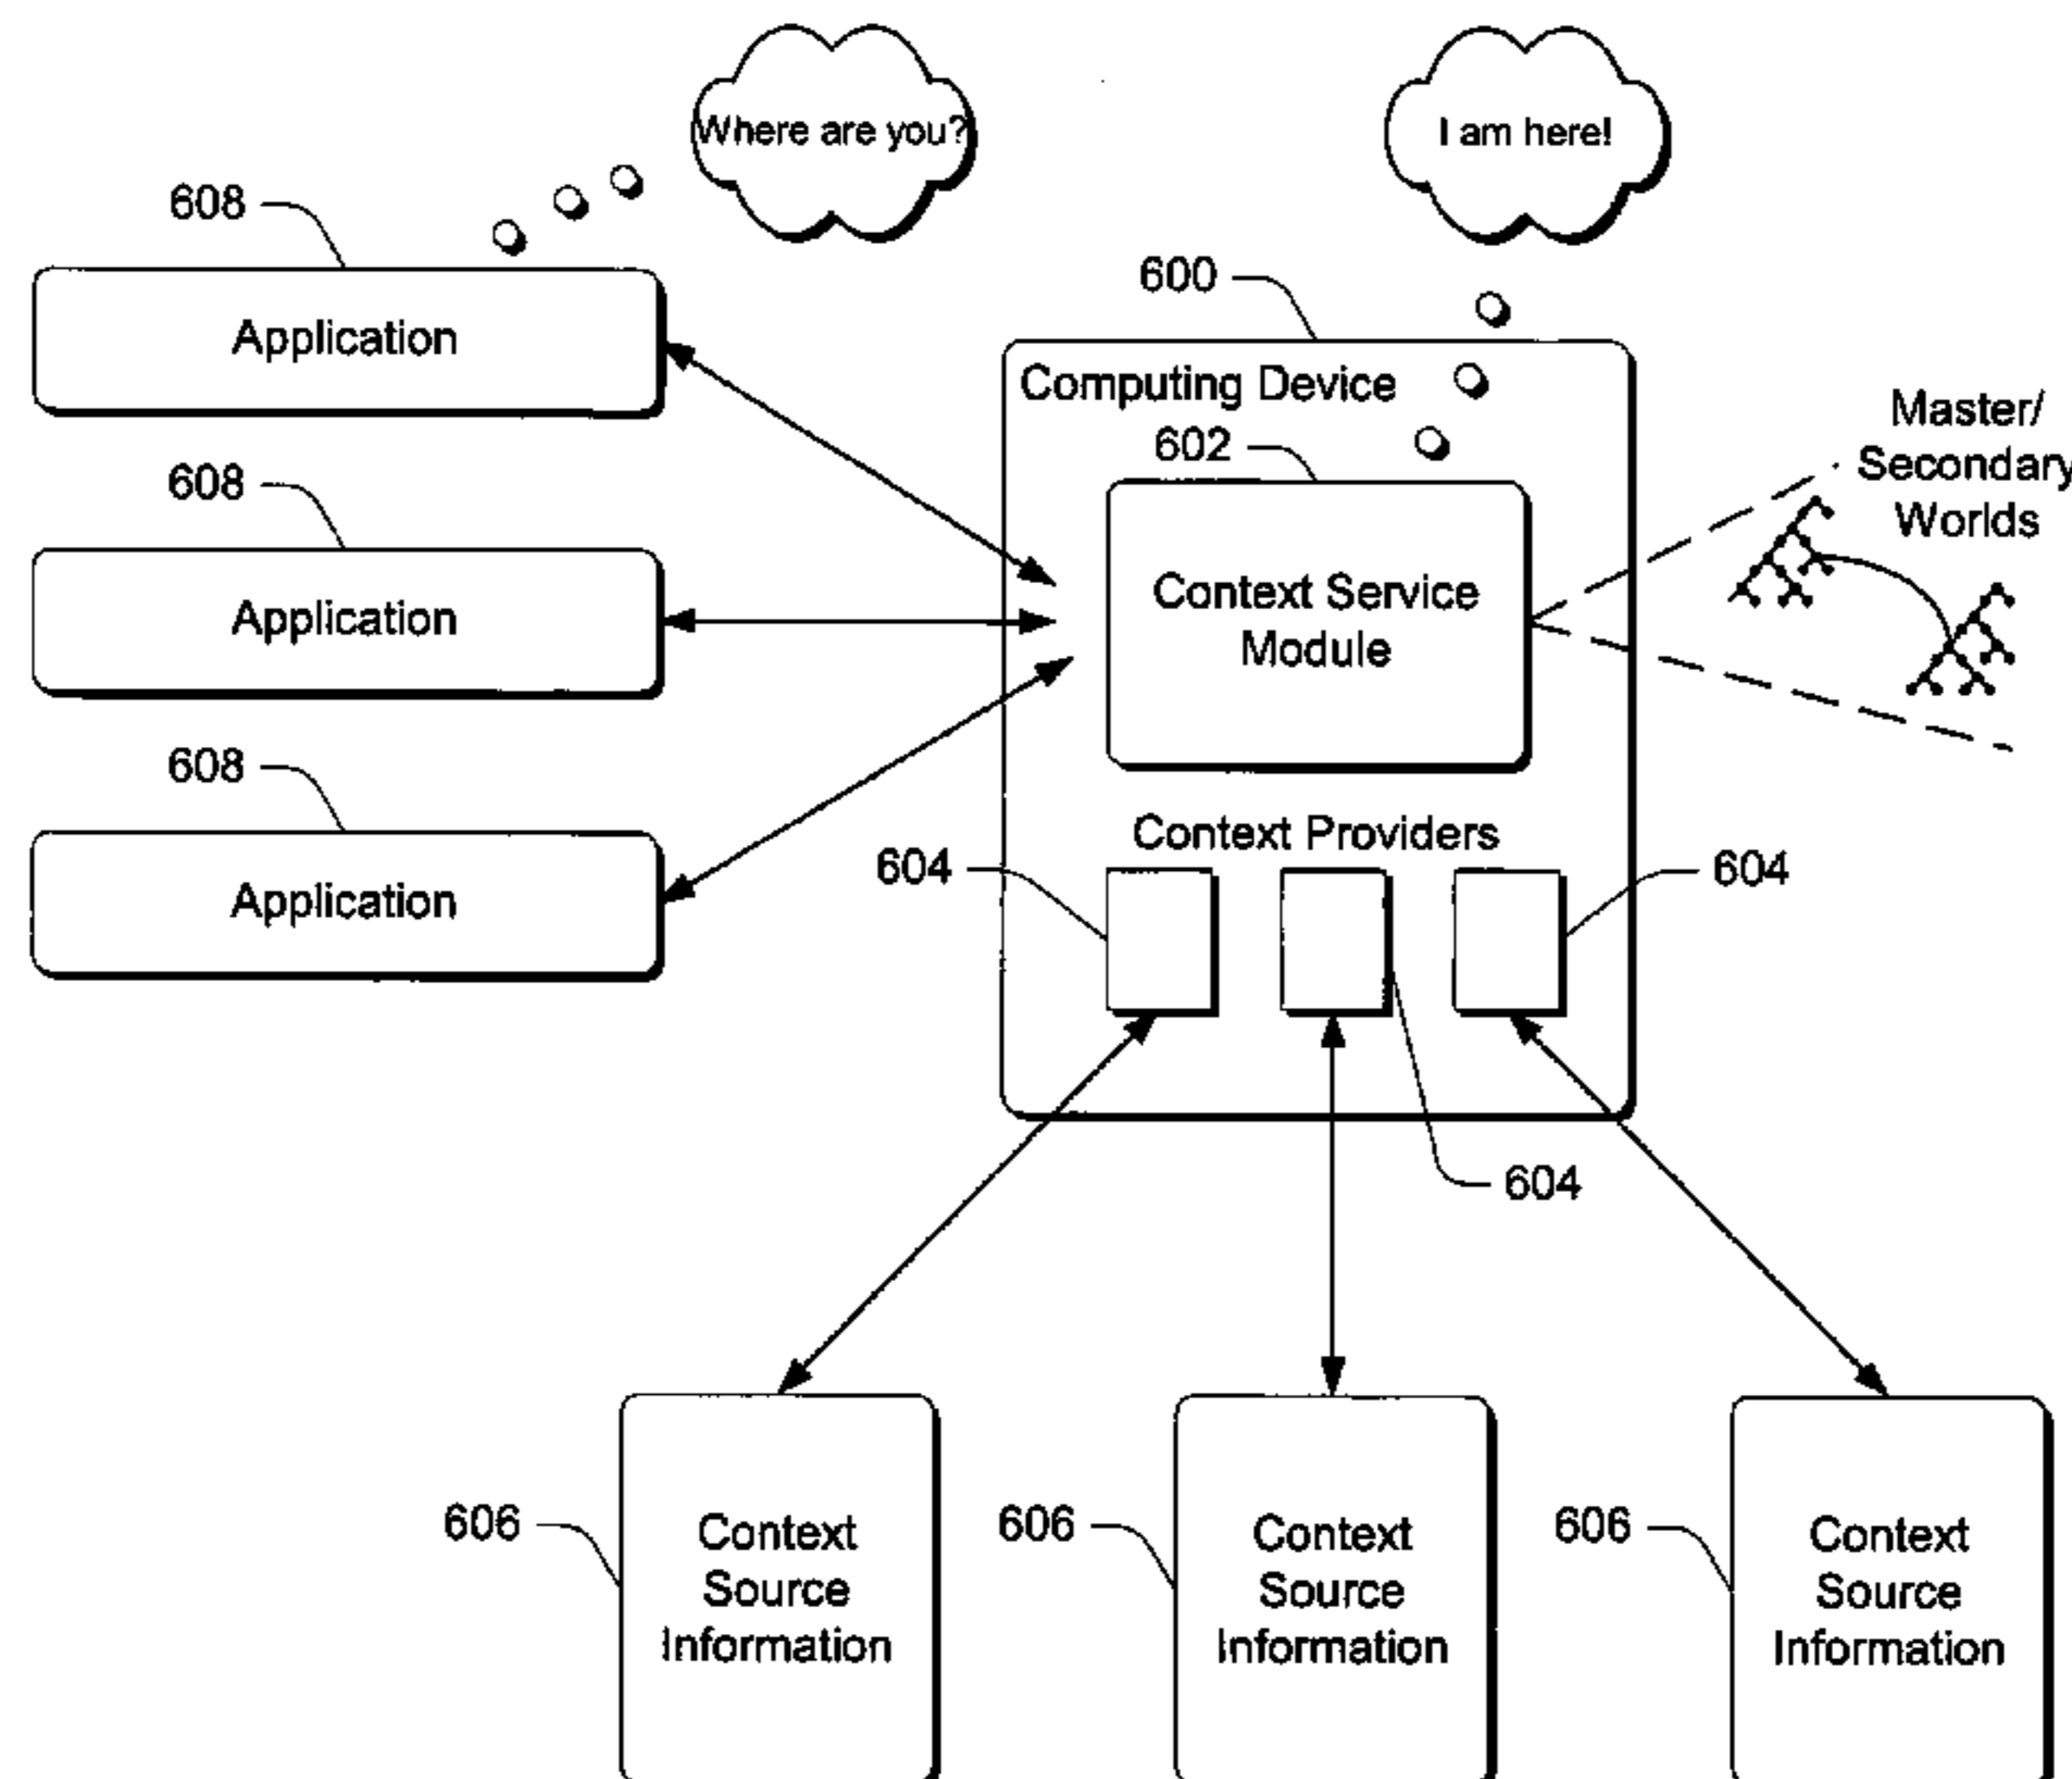 Where are you?
I am here!
608
Application
608
Application
608
Application
600
Computing Device
602
Context Service
Module
Master/
Secondary
Worlds
Context Providers
604
604
604
606
Context
Source
Information
606
Context
Source
Information
606
Context
Source
Information